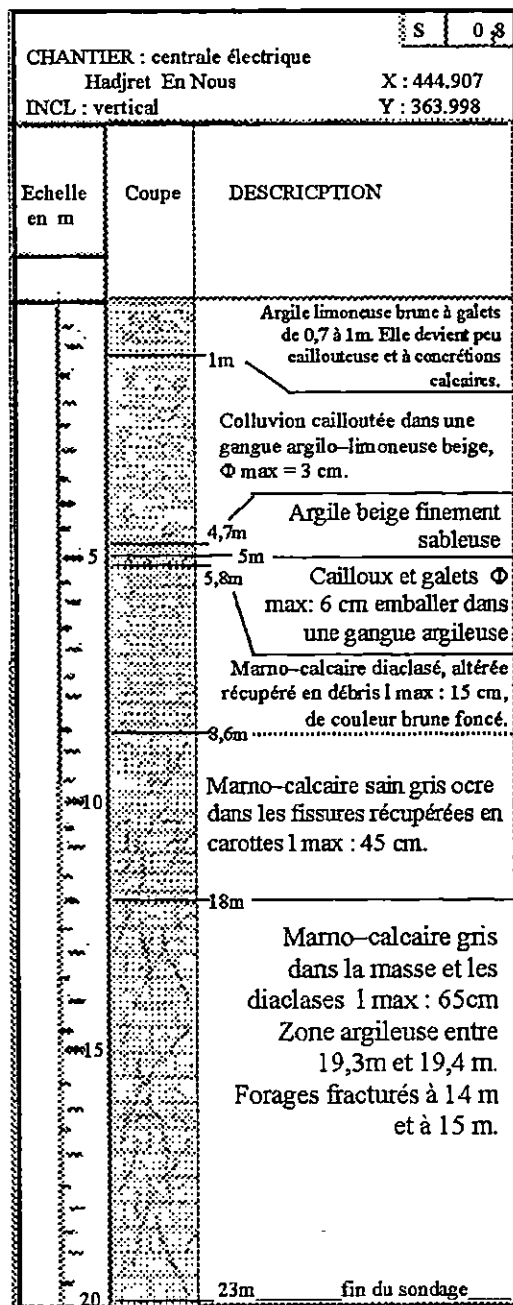 S 08
CHANTIER : centrale électrique
Hadjret En Nous X : 444.907
INCL : vertical Y : 363.998
Echelle
en m
Coupe
DESCRICPTION
Argile limoneuse brune à galets
de 0,7 à 1m. Elle devient peu
caillouteuse et à concrétions
calcaires.
1m
Colluvion cailloutée dans une
gangue argilo-limoneuse beige,
Φ max = 3 cm.
4,7m
Argile beige finement
sableuse
5
5m
5,8m
Cailloux et galets Φ
max: 6 cm emballer dans
une gangue argileuse
Marno-calcaire diaclasé, altérée
récupéré en débris l max : 15 cm,
de couleur brune foncé.
8,6m
Marno-calcaire sain gris ocre
dans les fissures récupérées en
carottes l max : 45 cm.
10
18m
Marno-calcaire gris
dans la masse et les
diaclases l max : 65cm
Zone argileuse entre
19,3m et 19,4 m.
Forages fracturés à 14 m
et à 15 m.
15
20
23m fin du sondage